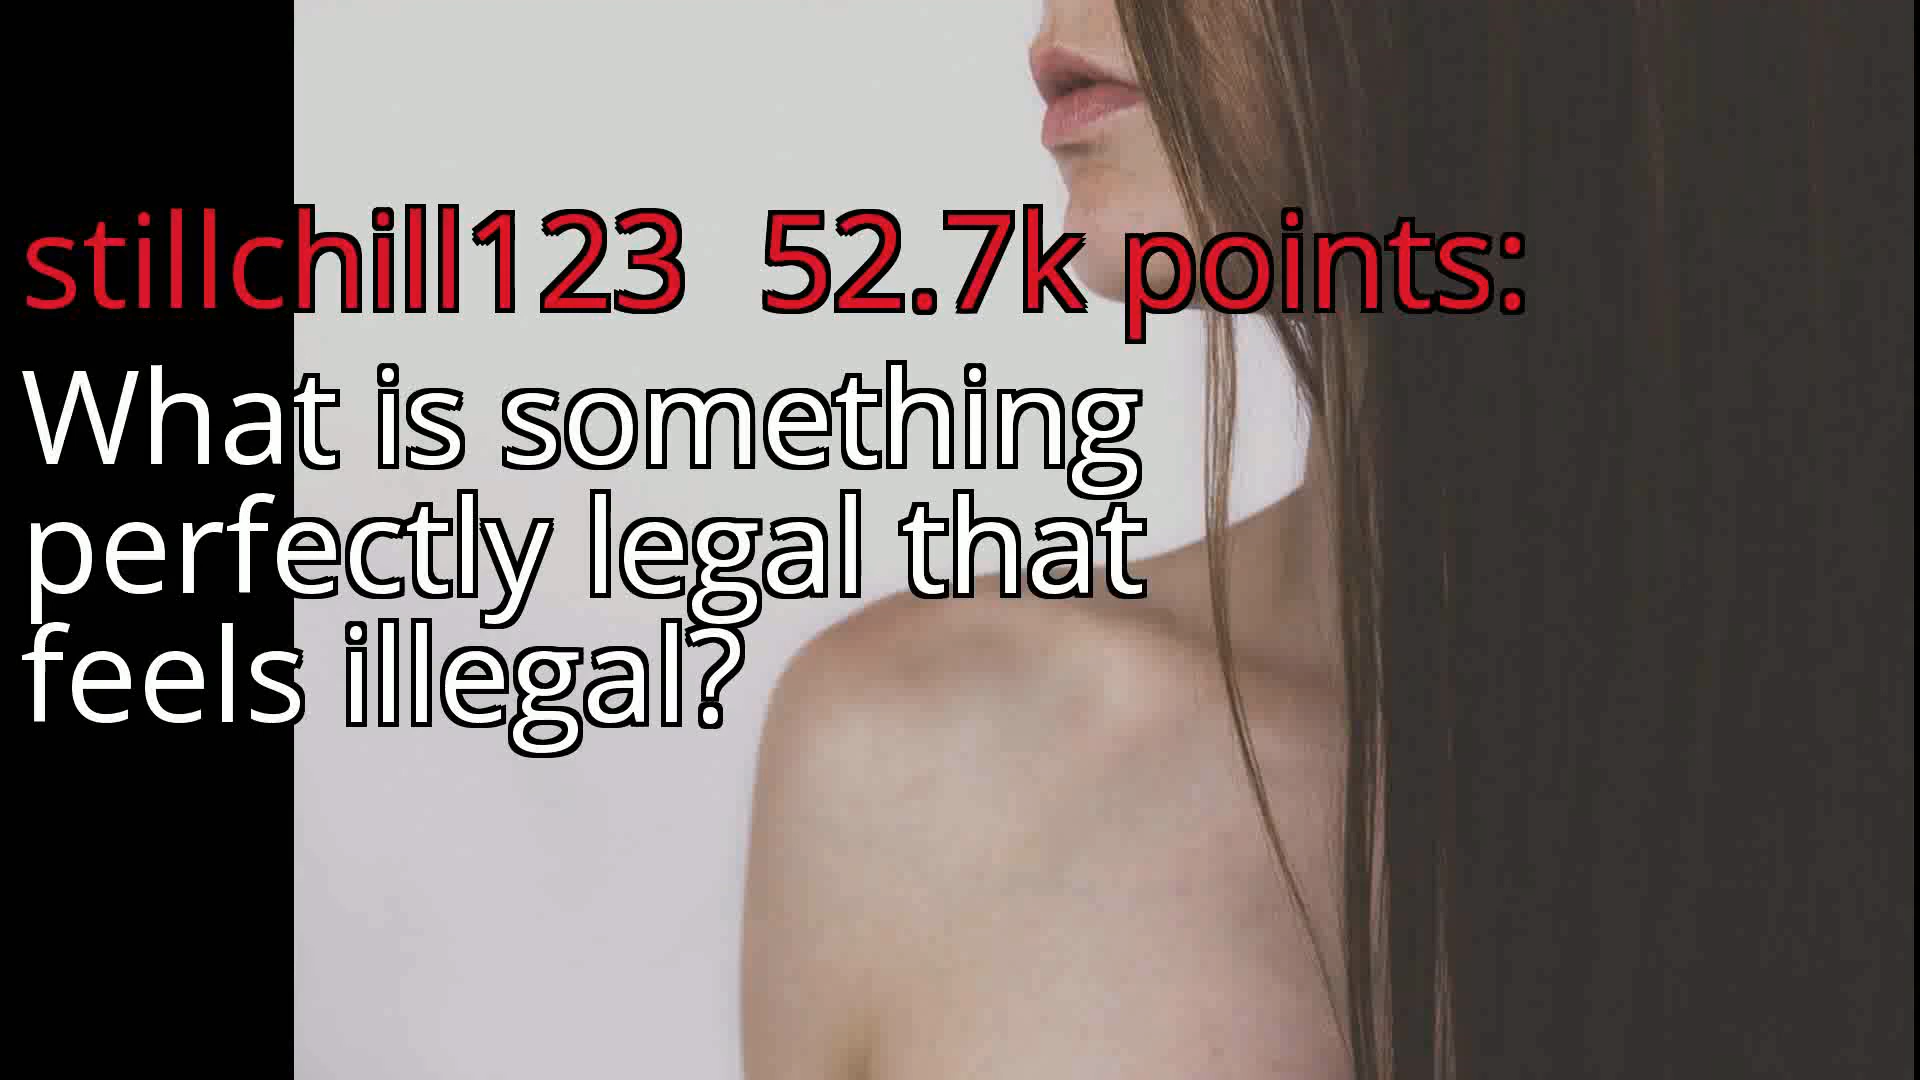 stillchill123  52.7k points:
What is something
perfectly legal that
feels illegal?